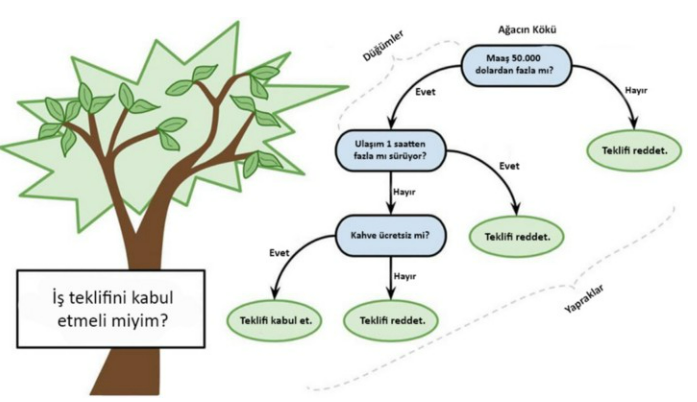 Ağacın Kökü
Düğümler
Maaş 50.000
dolardan fazla mı?
Evet
Hayır
Ulaşım 1 saatten
fazla mı sürüyor?
Teklifi reddet.
Evet
Hayır
Kahve ücretsiz mi?
Teklifi reddet.
Evet
Hayır
Teklifi kabul et.
Teklifi reddet.
Yapraklar
İş teklifini kabul
etmeli miyim?